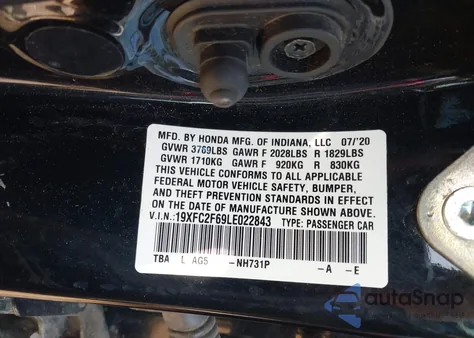 MFD. BY HONDA MFG. OF INDIANA, LLC 07/'20
GVWR 3769LBS GAWR F 2028LBS R 1829LBS
GVWR 1710KG GAWR F 920KG R 830KG
THIS VEHICLE CONFORMS TO ALL APPLICABLE
FEDERAL MOTOR VEHICLE SAFETY, BUMPER,
AND THEFT PREVENTION STANDARDS IN EFFECT
ON THE DATE OF MANUFACTURE SHOWN ABOVE.
V.I.N.:19XFC2F69LE022843 TYPE: PASSENGER CAR
TBA L AG5 -NH731P -A -E
autoSnap